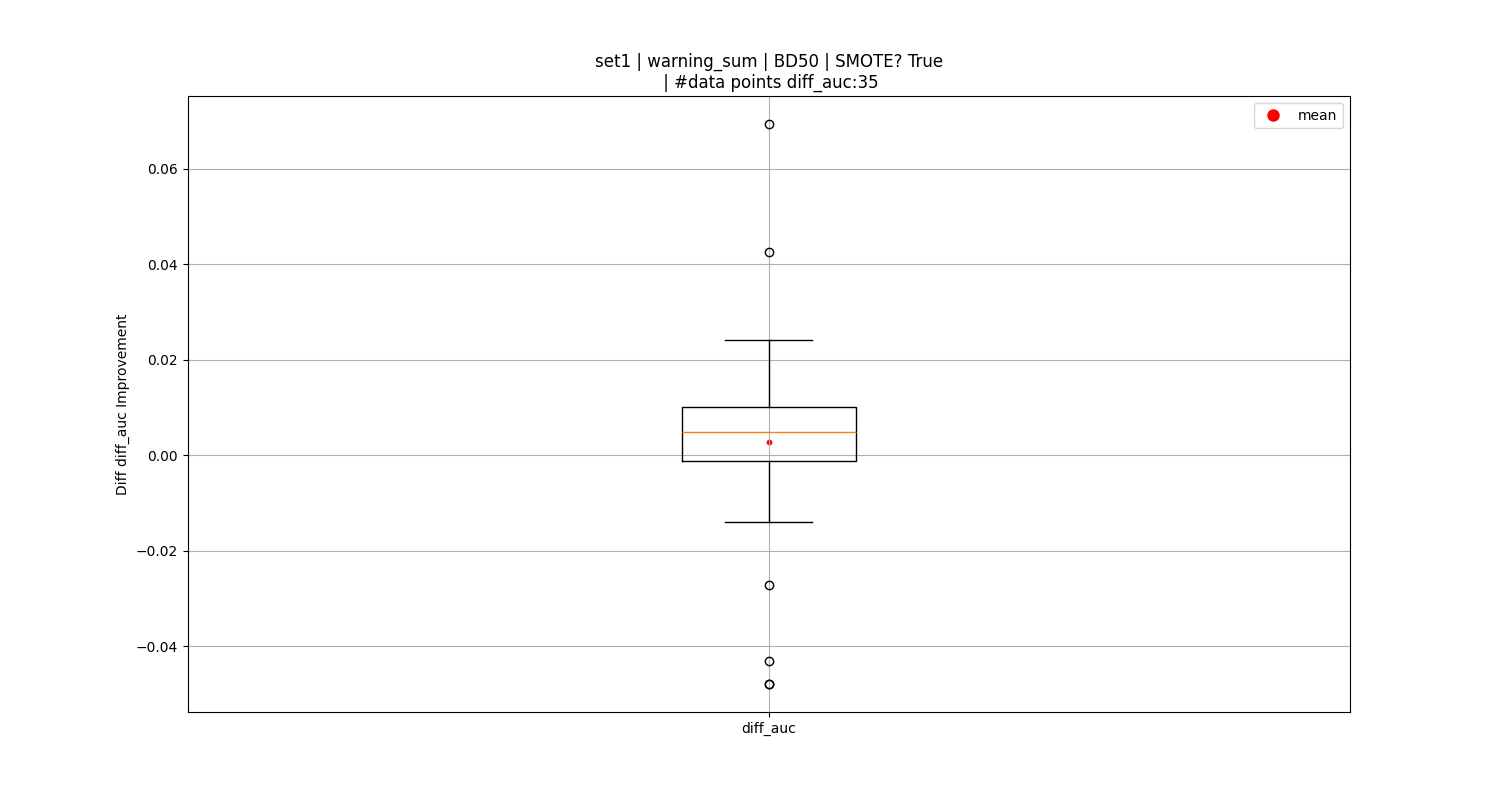 set1 | warning_sum | BD50 | SMOTE? True
| #data points diff_auc:35
mean
0.06
0.04
0.02
0.00
−0.02
−0.04
Diff diff_auc Improvement
diff_auc